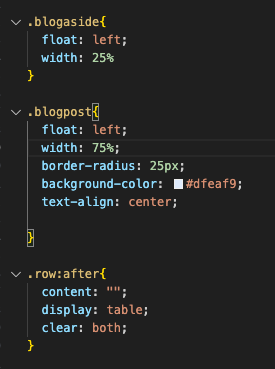 .blogaside{
float: left;
width: 25%
}
.blogpost{
float: left;
width: 75%;
border-radius: 25px;
background-color: #dfeaf9;
text-align: center;
}
.row:after{
content: "";
display: table;
clear: both;
}